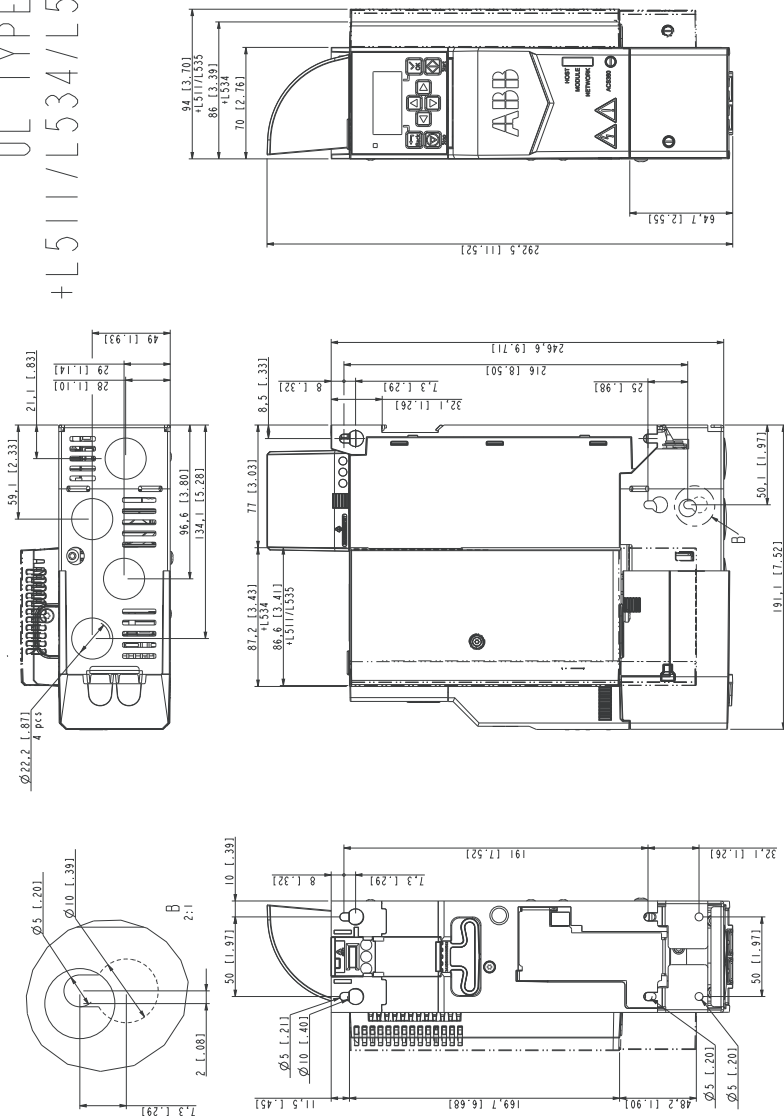 UL TYPE
+L511/L534/L5
94 [3.70]
+L511/L535
86 [3.39]
+L534
70 [2.76]
ABB
HOST
MODULE
NETWORK
ACS380
64,7 [2.55]
292,5 [11.52]
49 [1.93]
29 [1.14]
28 [1.10]
21,1 [.83]
59,1 [2.33]
96,6 [3.80]
134,1 [5.28]
Ø22,2 [.87]
4 pcs
246,6 [9.71]
216 [8.50]
25 [.98]
8 [.32]
7,3 [.29]
32,1 [1.26]
8,5 [.33]
77 [3.03]
87,2 [3.43]
+L534
86,6 [3.41]
+L511/L535
50,1 [1.97]
191,1 [7.52]
B
Ø5 [.20]
Ø10 [.39]
B
2:1
2 [.08]
7,3 [.29]
10 [.39]
8 [.32]
7,3 [.29]
191 [7.52]
32,1 [1.26]
50 [1.97]
50 [1.97]
Ø5 [.21]
Ø10 [.40]
11,5 [.45]
169,7 [6.68]
48,2 [1.90]
Ø5 [.20]
Ø5 [.20]